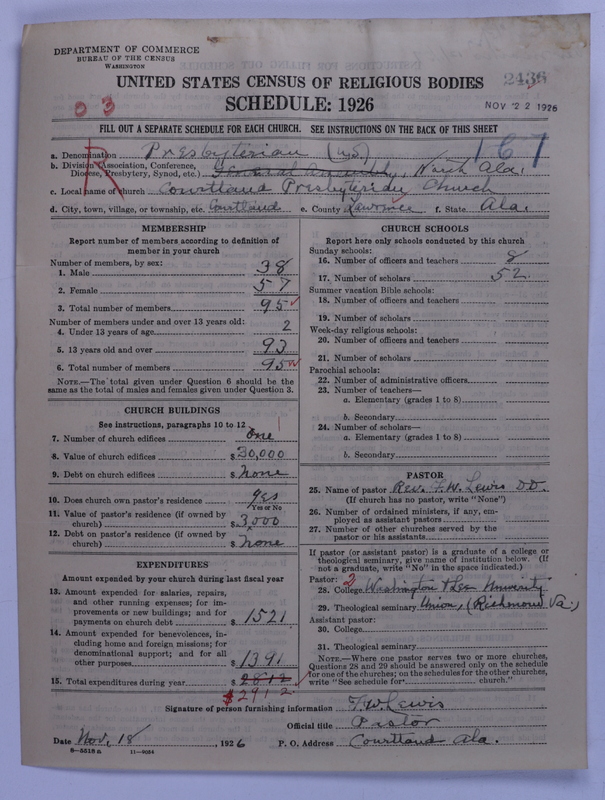 DEPARTMENT OF COMMERCE
BUREAU OF THE CENSUS
WASHINGTON
UNITED STATES CENSUS OF RELIGIOUS BODIES
SCHEDULE: 1926
2436
NOV 22 1926
03
FILL OUT A SEPARATE SCHEDULE FOR EACH CHURCH. SEE INSTRUCTIONS ON THE BACK OF THIS SHEET
R
167
a. Denomination Presbyterian (U.S.)
b. Division (Association, Conference,
Diocese, Presbytery, Synod, etc.) General Assembly, North Ala.
c. Local name of church Courtland Presbyterian Church
d. City, town, village, or township, etc. Courtland e. County Lawrence f. State Ala.
MEMBERSHIP
Report number of members according to definition of
member in your church
Number of members, by sex:
1. Male 38
2. Female 57
3. Total number of members 95
Number of members under and over 13 years old:
4. Under 13 years of age 2
5. 13 years old and over 93
6. Total number of members 95
NOTE.—The total given under Question 6 should be the
same as the total of males and females given under Question 3.
CHURCH BUILDINGS
See instructions, paragraphs 10 to 12
7. Number of church edifices One
8. Value of church edifices $ 20,000
9. Debt on church edifices $ none
10. Does church own pastor's residence yes
Yes or No
11. Value of pastor's residence (if owned by
church) $ 3,000
12. Debt on pastor's residence (if owned by
church) $ none
EXPENDITURES
Amount expended by your church during last fiscal year
13. Amount expended for salaries, repairs,
and other running expenses; for im-
provements or new buildings; and for
payments on church debt $ 1521
14. Amount expended for benevolences, in-
cluding home and foreign missions; for
denominational support; and for all
other purposes $ 1391
15. Total expenditures during year $ 2812
$2912
CHURCH SCHOOLS
Report here only schools conducted by this church
Sunday schools:
16. Number of officers and teachers 8
17. Number of scholars 52
Summer vacation Bible schools:
18. Number of officers and teachers
19. Number of scholars
Week-day religious schools:
20. Number of officers and teachers
21. Number of scholars
Parochial schools:
22. Number of administrative officers
23. Number of teachers—
a. Elementary (grades 1 to 8)
b. Secondary
24. Number of scholars—
a. Elementary (grades 1 to 8)
b. Secondary
PASTOR
25. Name of pastor Rev. F. W. Lewis D.D.
(If church has no pastor, write "None")
26. Number of ordained ministers, if any, em-
ployed as assistant pastors
27. Number of other churches served by the
pastor or his assistants
If pastor (or assistant pastor) is a graduate of a college or
theological seminary, give name of institution below. (If
not a graduate, write "No" in the space indicated.)
Pastor: 2
28. College Washington & Lee University
29. Theological seminary Union, (Richmond Va.)
Assistant pastor:
30. College
31. Theological seminary
NOTE.—Where one pastor serves two or more churches,
Questions 28 and 29 should be answered only on the schedule
for one of the churches; on the schedules for the other churches,
write "See schedule for church."
Signature of person furnishing information F. W. Lewis
Official title Pastor
Date Nov. 18, 1926 P. O. Address Courtland Ala.
8-5518a 11-9034